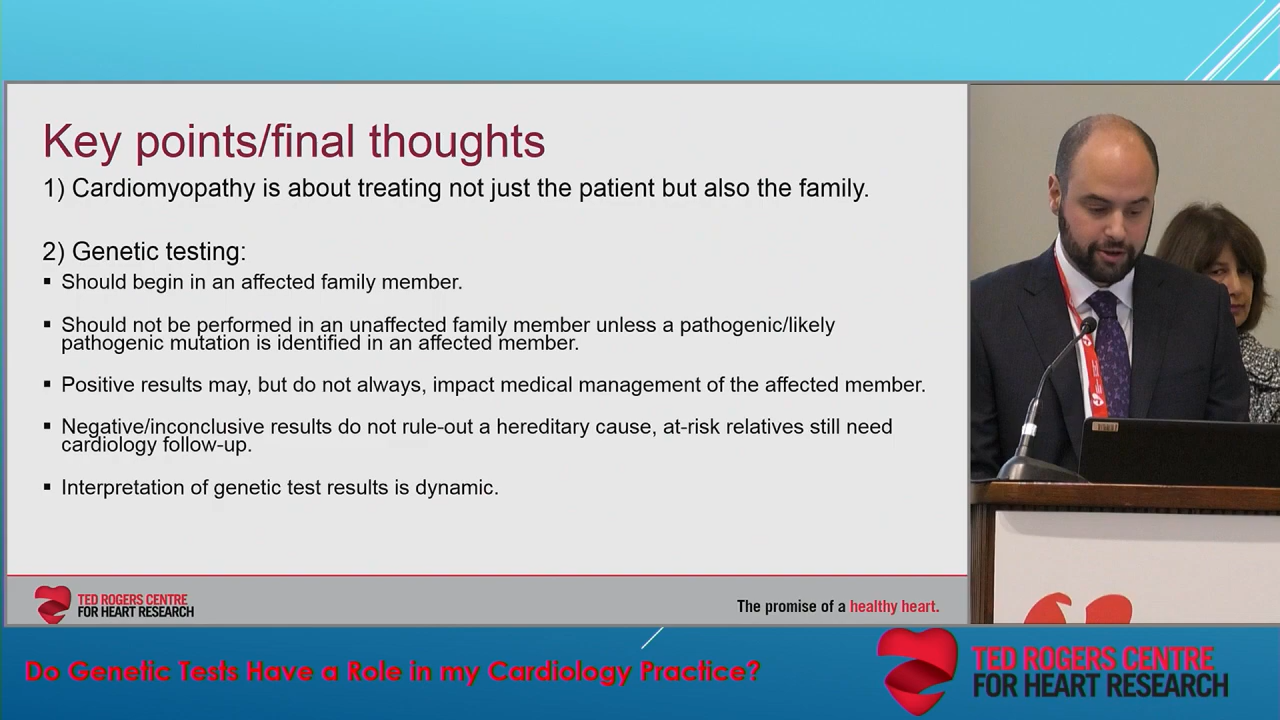 Key points/final thoughts
1) Cardiomyopathy is about treating not just the patient but also the family.
2) Genetic testing:
▪ Should begin in an affected family member.
▪ Should not be performed in an unaffected family member unless a pathogenic/likely
pathogenic mutation is identified in an affected member.
▪ Positive results may, but do not always, impact medical management of the affected member.
▪ Negative/inconclusive results do not rule-out a hereditary cause, at-risk relatives still need
cardiology follow-up.
▪ Interpretation of genetic test results is dynamic.
TED ROGERS CENTRE
FOR HEART RESEARCH
The promise of a healthy heart.
Do Genetic Tests Have a Role in my Cardiology Practice?
TED ROGERS CENTRE
FOR HEART RESEARCH